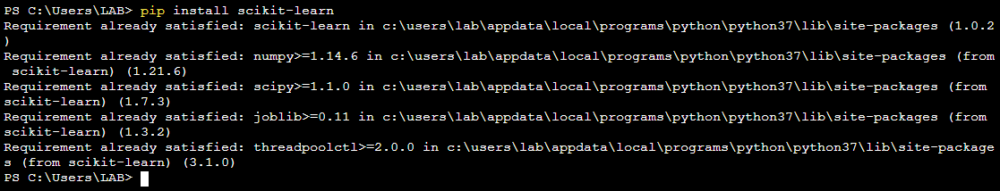 PS C:\Users\LAB> pip install scikit-learn
Requirement already satisfied: scikit-learn in c:\users\lab\appdata\local\programs\python\python37\lib\site-packages (1.0.2
)
Requirement already satisfied: numpy>=1.14.6 in c:\users\lab\appdata\local\programs\python\python37\lib\site-packages (from
 scikit-learn) (1.21.6)
Requirement already satisfied: scipy>=1.1.0 in c:\users\lab\appdata\local\programs\python\python37\lib\site-packages (from
scikit-learn) (1.7.3)
Requirement already satisfied: joblib>=0.11 in c:\users\lab\appdata\local\programs\python\python37\lib\site-packages (from
scikit-learn) (1.3.2)
Requirement already satisfied: threadpoolctl>=2.0.0 in c:\users\lab\appdata\local\programs\python\python37\lib\site-package
s (from scikit-learn) (3.1.0)
PS C:\Users\LAB>